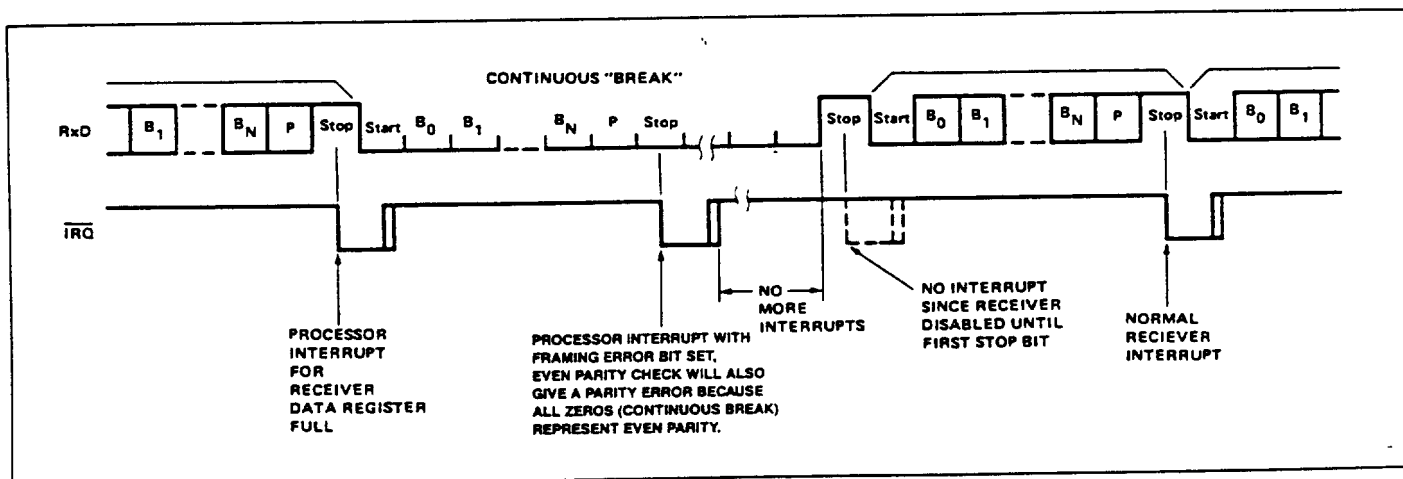 CONTINUOUS "BREAK"
RxD B1 BN P Stop Start B0 B1 BN P Stop Stop Start B0 B1 BN P Stop Start B0 B1
IRQ
PROCESSOR
INTERRUPT
FOR
RECEIVER
DATA REGISTER
FULL
PROCESSOR INTERRUPT WITH
FRAMING ERROR BIT SET,
EVEN PARITY CHECK WILL ALSO
GIVE A PARITY ERROR BECAUSE
ALL ZEROS (CONTINUOUS BREAK)
REPRESENT EVEN PARITY.
NO
MORE
INTERRUPTS
NO INTERRUPT
SINCE RECEIVER
DISABLED UNTIL
FIRST STOP BIT
NORMAL
RECIEVER
INTERRUPT